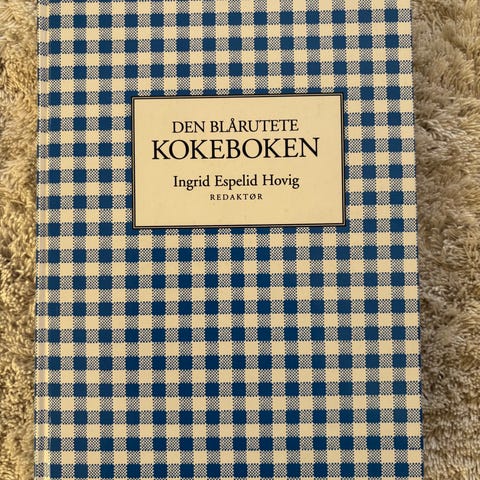 DEN BLÅRUTETE
KOKEBOKEN
Ingrid Espelid Hovig
REDAKTØR